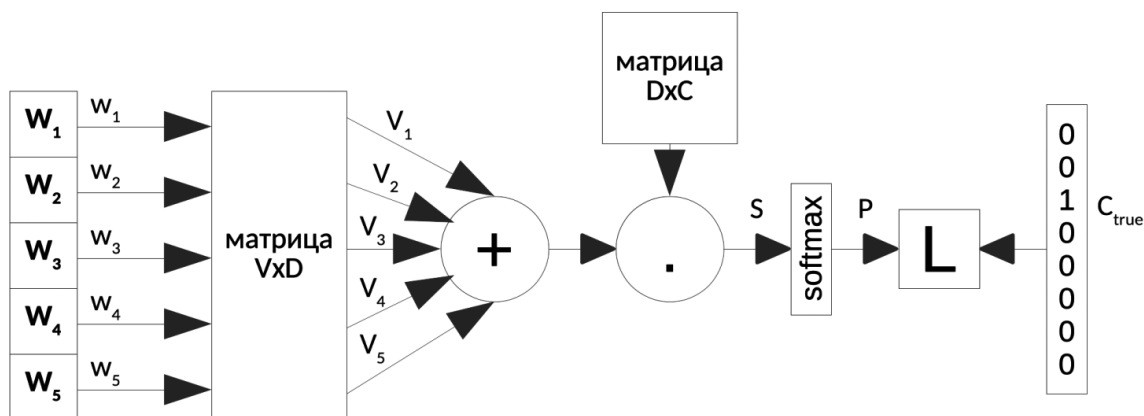 W₁
W₂
W₃
W₄
W₅
w₁
w₂
w₃
w₄
w₅
матрица
VxD
V₁
V₂
V₃
V₄
V₅
+
матрица
DxC
.
S
softmax
P
L
0
0
1
0
0
0
0
0
C_true